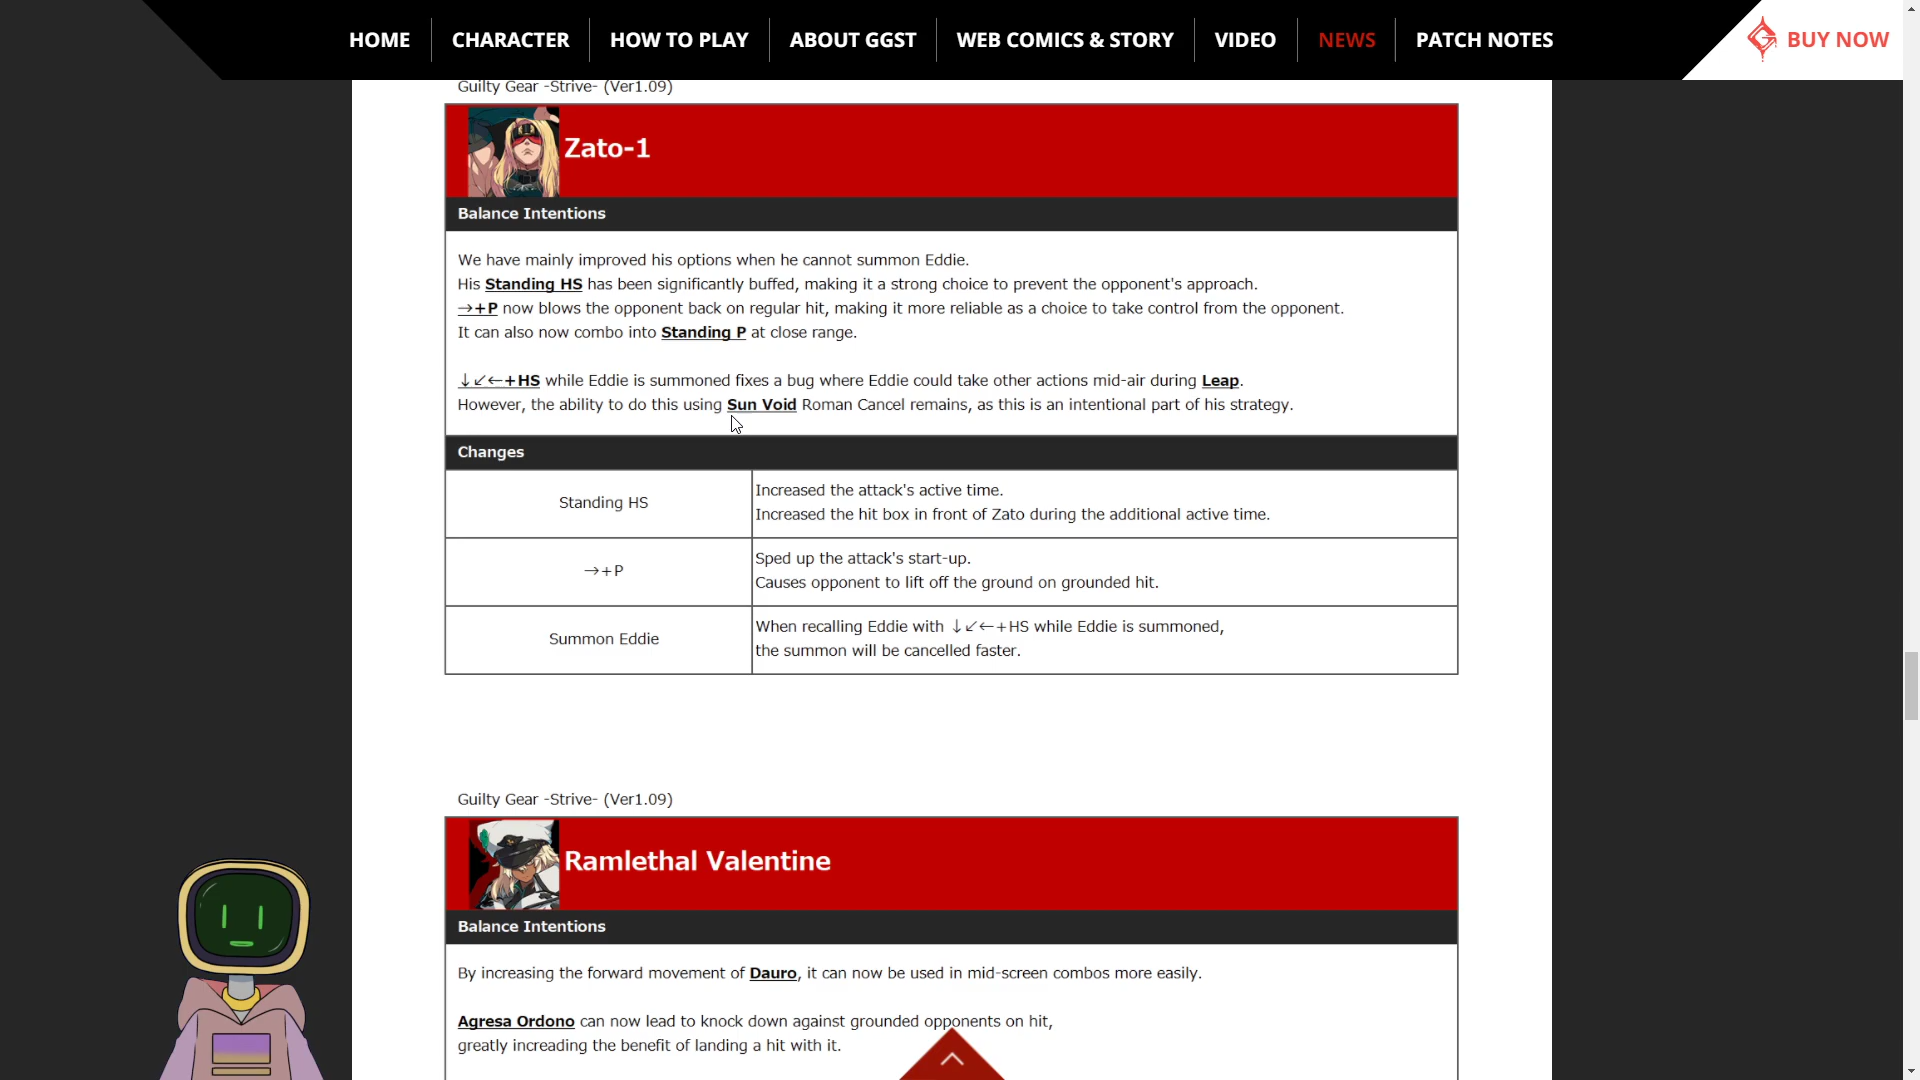 HOME CHARACTER HOW TO PLAY ABOUT GGST WEB COMICS & STORY VIDEO NEWS PATCH NOTES BUY NOW
Guilty Gear -Strive- (Ver1.09)
Zato-1
Balance Intentions
We have mainly improved his options when he cannot summon Eddie.
His Standing HS has been significantly buffed, making it a strong choice to prevent the opponent's approach.
→+P now blows the opponent back on regular hit, making it more reliable as a choice to take control from the opponent.
It can also now combo into Standing P at close range.
↓↙←+HS while Eddie is summoned fixes a bug where Eddie could take other actions mid-air during Leap.
However, the ability to do this using Sun Void Roman Cancel remains, as this is an intentional part of his strategy.
Changes
Standing HS
Increased the attack's active time.
Increased the hit box in front of Zato during the additional active time.
→+P
Sped up the attack's start-up.
Causes opponent to lift off the ground on grounded hit.
Summon Eddie
When recalling Eddie with ↓↙←+HS while Eddie is summoned,
the summon will be cancelled faster.
Guilty Gear -Strive- (Ver1.09)
Ramlethal Valentine
Balance Intentions
By increasing the forward movement of Dauro, it can now be used in mid-screen combos more easily.
Agresa Ordono can now lead to knock down against grounded opponents on hit,
greatly increading the benefit of landing a hit with it.